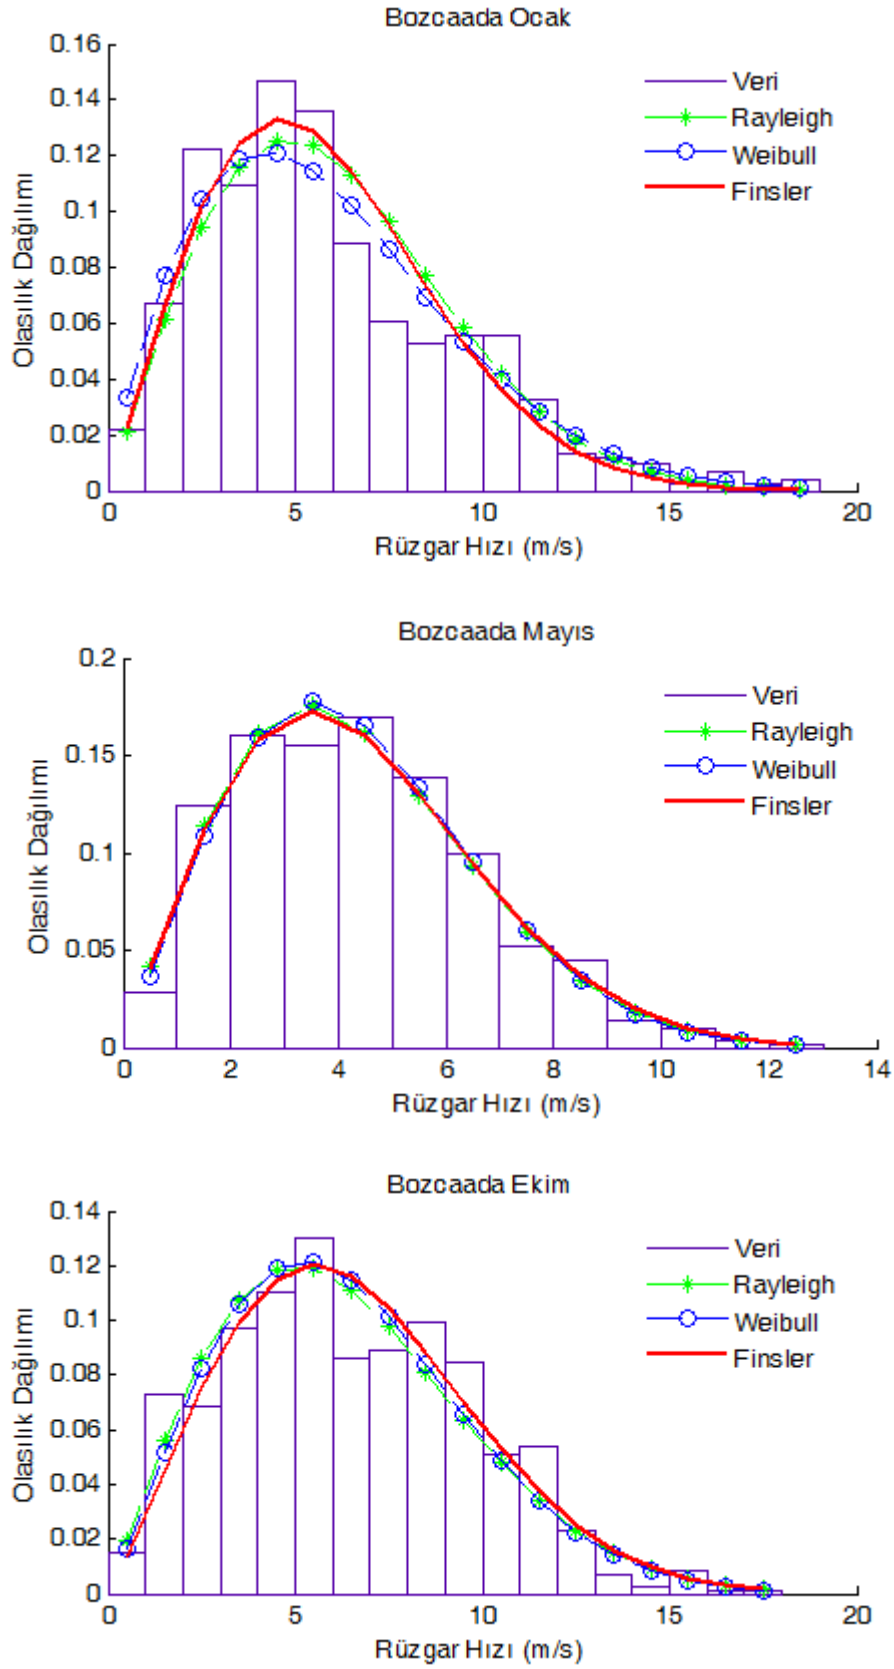 Bozcaada Ocak
0.16
0.14
0.12
0.1
0.08
0.06
0.04
0.02
0
Olasılık Dağılımı
Veri
Rayleigh
Weibull
Finsler
0 5 10 15 20
Rüzgar Hızı (m/s)
Bozcaada Mayıs
0.2
0.15
0.1
0.05
0
Olasılık Dağılımı
Veri
Rayleigh
Weibull
Finsler
0 2 4 6 8 10 12 14
Rüzgar Hızı (m/s)
Bozcaada Ekim
0.14
0.12
0.1
0.08
0.06
0.04
0.02
0
Olasılık Dağılımı
Veri
Rayleigh
Weibull
Finsler
0 5 10 15 20
Rüzgar Hızı (m/s)